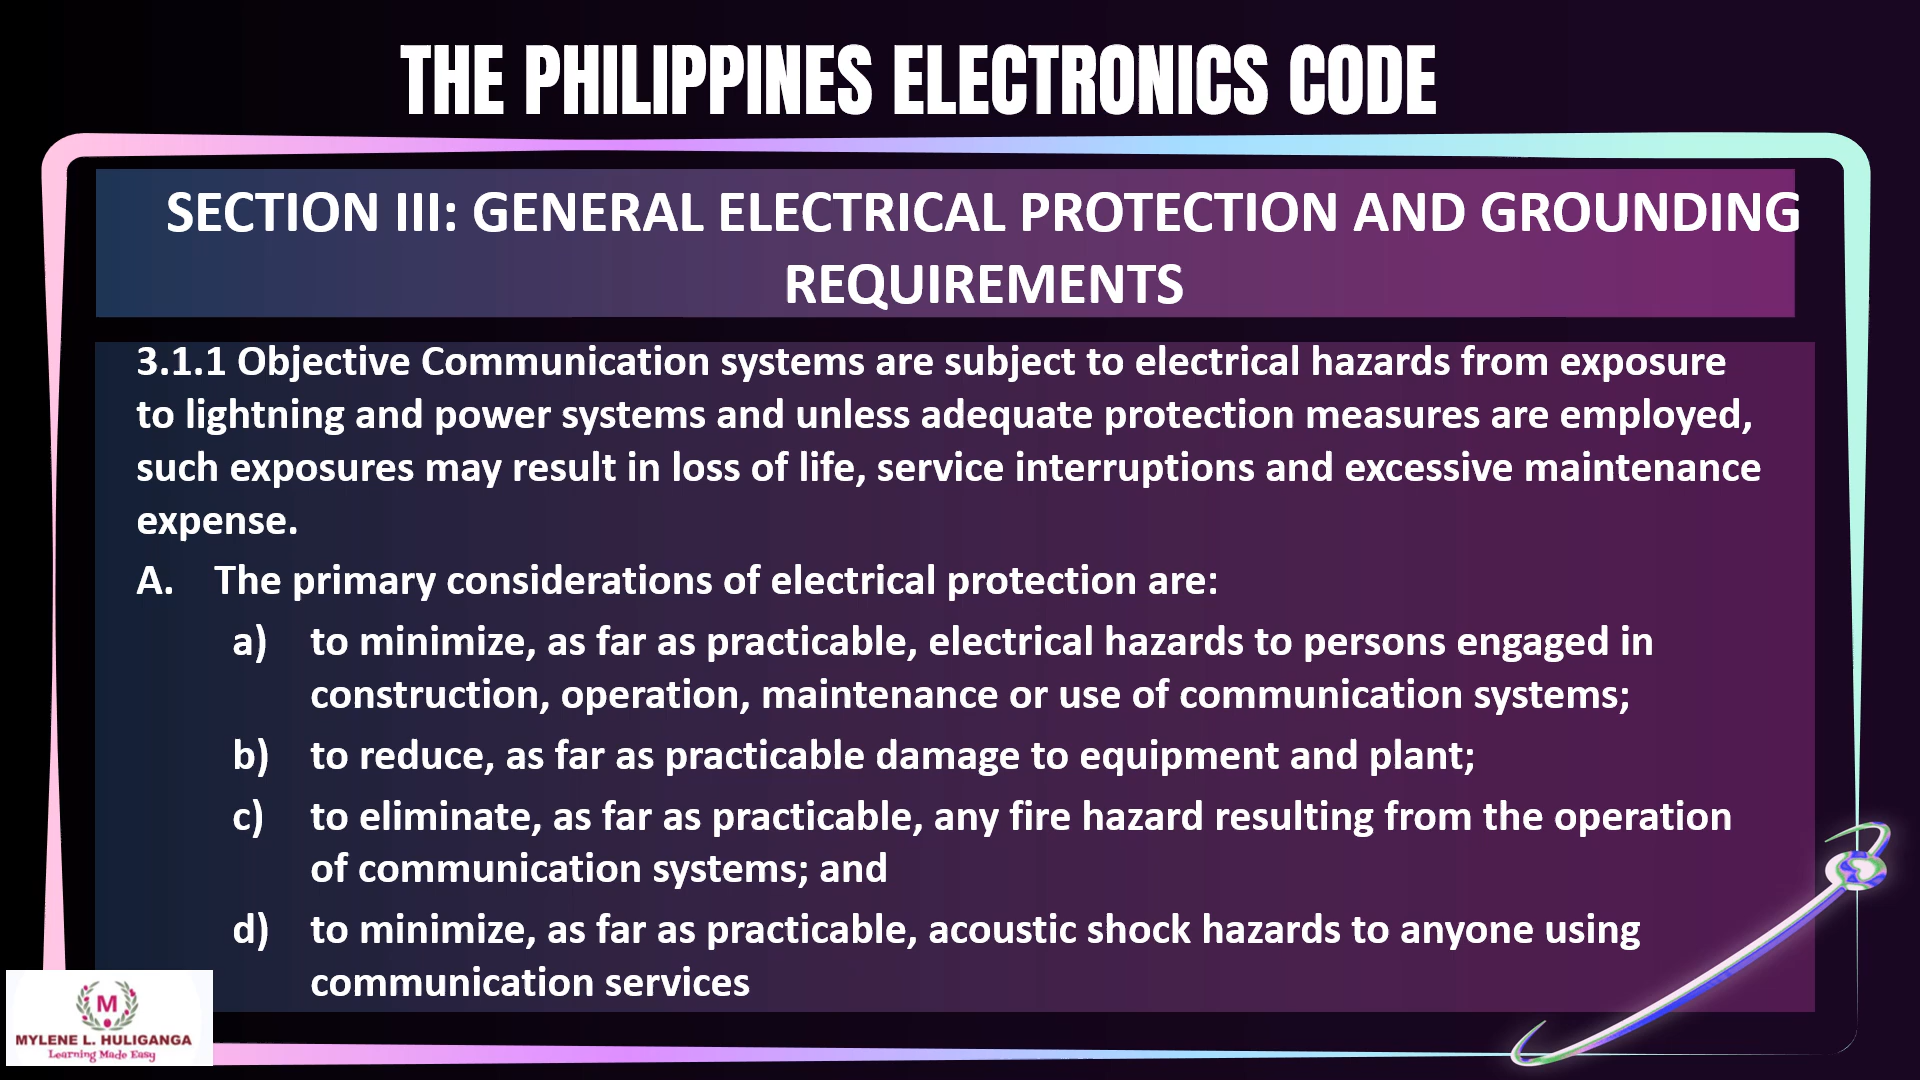 THE PHILIPPINES ELECTRONICS CODE
SECTION III: GENERAL ELECTRICAL PROTECTION AND GROUNDING
REQUIREMENTS
3.1.1 Objective Communication systems are subject to electrical hazards from exposure
to lightning and power systems and unless adequate protection measures are employed,
such exposures may result in loss of life, service interruptions and excessive maintenance
expense.
A. The primary considerations of electrical protection are:
a) to minimize, as far as practicable, electrical hazards to persons engaged in
construction, operation, maintenance or use of communication systems;
b) to reduce, as far as practicable damage to equipment and plant;
c) to eliminate, as far as practicable, any fire hazard resulting from the operation
of communication systems; and
d) to minimize, as far as practicable, acoustic shock hazards to anyone using
communication services
M
MYLENE L. HULIGANGA
Learning Made Easy